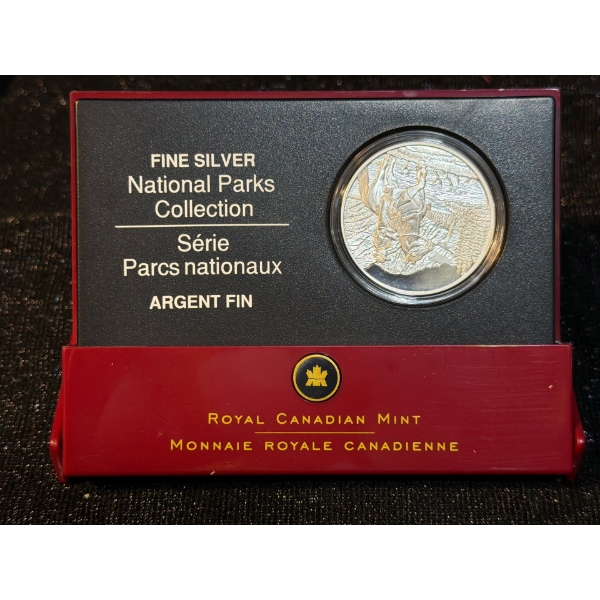 FINE SILVER
National Parks
Collection
Série
Parcs nationaux
ARGENT FIN
ROYAL CANADIAN MINT
MONNAIE ROYALE CANADIENNE